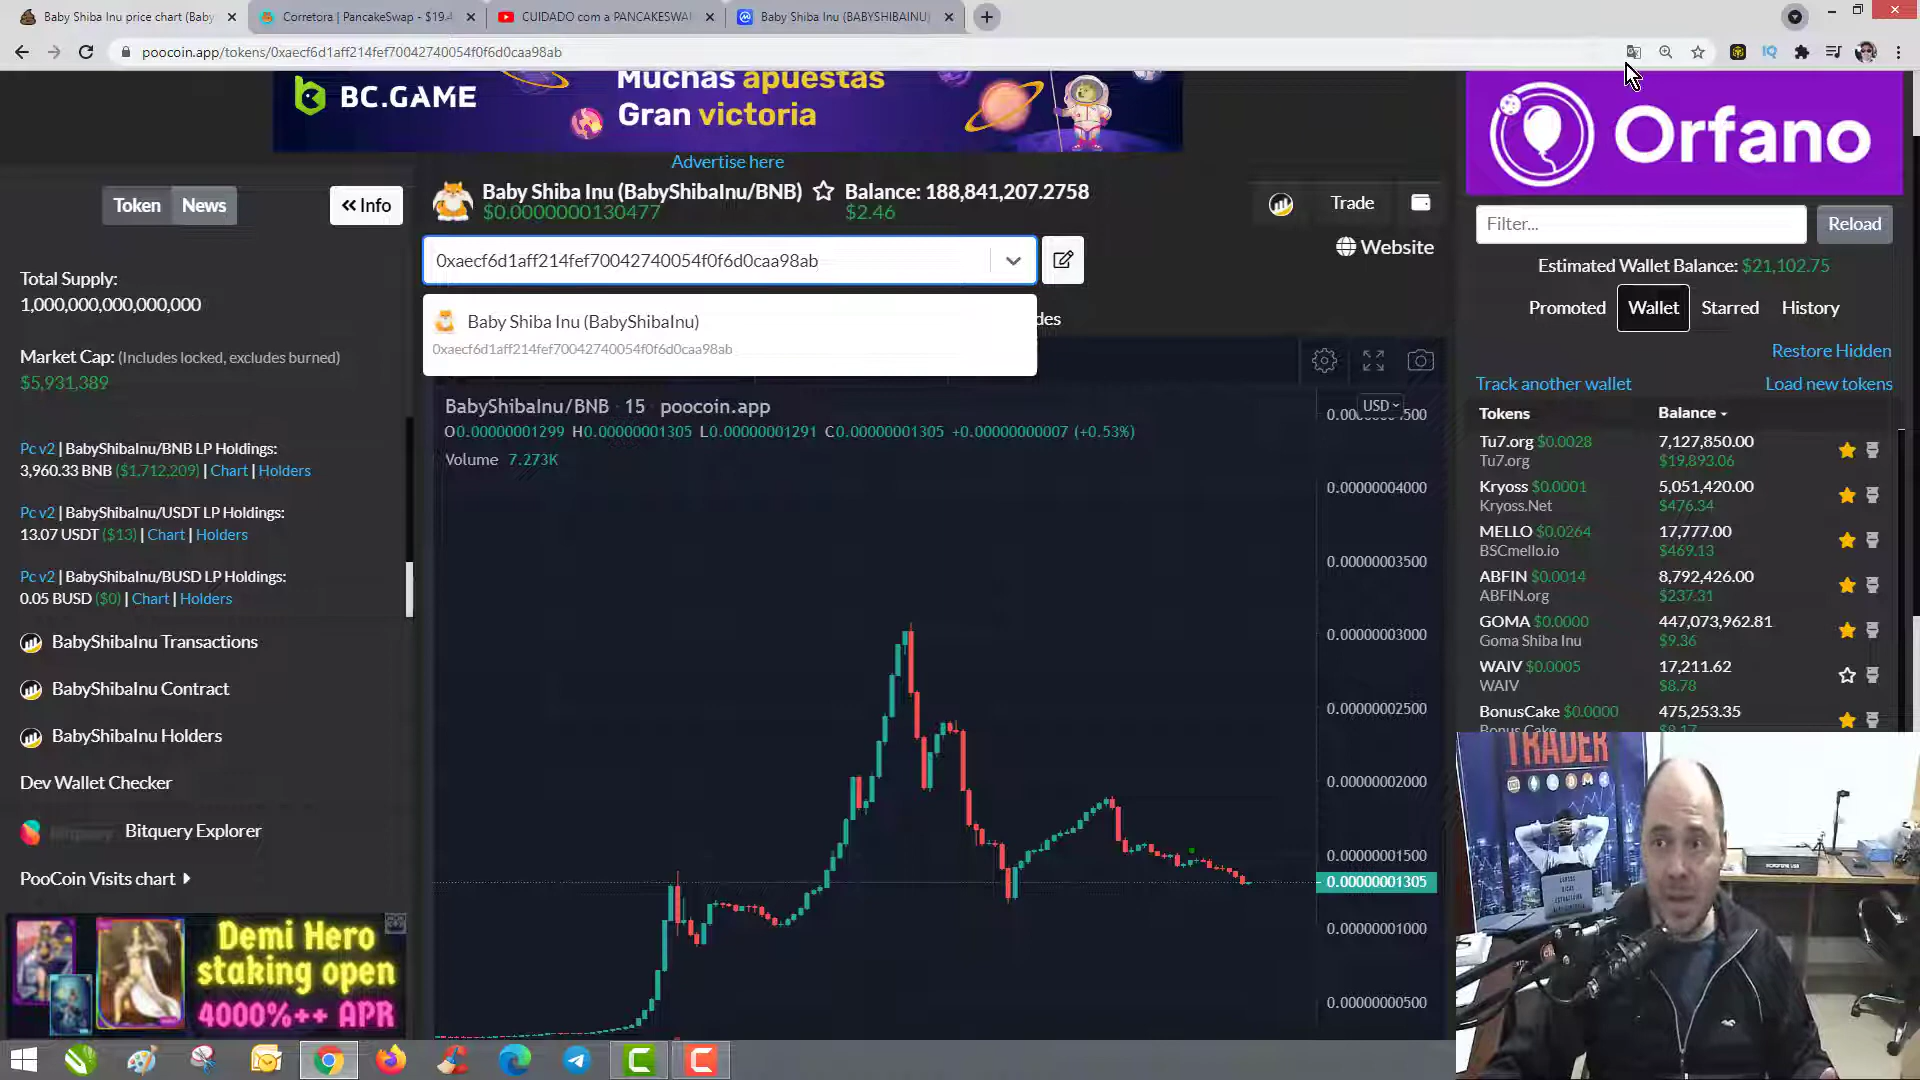 Baby Shiba Inu price chart (Baby
Corretora | PancakeSwap - $19.4
CUIDADO com a PANCAKESWA
Baby Shiba Inu (BABYSHIBAINU)
poocoin.app/tokens/0xaecf6d1aff214fef70042740054f0f6d0caa98ab
BC.GAME
Muchas apuestas
Gran victoria
Orfano
Advertise here
Token
News
Info
Baby Shiba Inu (BabyShibaInu/BNB)
$0.0000000130477
Balance: 188,841,207.2758
$2.46
Trade
Website
0xaecf6d1aff214fef70042740054f0f6d0caa98ab
Baby Shiba Inu (BabyShibaInu)
0xaecf6d1aff214fef70042740054f0f6d0caa98ab
des
Total Supply:
1,000,000,000,000,000
Market Cap: (Includes locked, excludes burned)
$5,931,389
Pc v2 | BabyShibaInu/BNB LP Holdings:
3,960.33 BNB ($1,712,209) | Chart | Holders
Pc v2 | BabyShibaInu/USDT LP Holdings:
13.07 USDT ($13) | Chart | Holders
Pc v2 | BabyShibaInu/BUSD LP Holdings:
0.05 BUSD ($0) | Chart | Holders
BabyShibaInu Transactions
BabyShibaInu Contract
BabyShibaInu Holders
Dev Wallet Checker
bitquery
Bitquery Explorer
PooCoin Visits chart
Demi Hero
staking open
4000%++ APR
BabyShibaInu/BNB · 15 · poocoin.app
O0.00000001299 H0.00000001305 L0.00000001291 C0.00000001305 +0.00000000007 (+0.53%)
Volume 7.273K
USD
0.00000004000
0.00000003500
0.00000003000
0.00000002500
0.00000002000
0.00000001500
0.00000001305
0.00000001000
0.00000000500
Filter...
Reload
Estimated Wallet Balance: $21,102.75
Promoted
Wallet
Starred
History
Restore Hidden
Track another wallet
Load new tokens
Tokens
Balance
Tu7.org $0.0028
7,127,850.00
Tu7.org
$19,893.06
Kryoss $0.0001
5,051,420.00
Kryoss.Net
$476.34
MELLO $0.0264
17,777.00
BSCmello.io
$469.13
ABFIN $0.0014
8,792,426.00
ABFIN.org
$237.31
GOMA $0.0000
447,073,962.81
Goma Shiba Inu
$9.36
WAIV $0.0005
17,211.62
WAIV
$8.78
BonusCake $0.0000
475,253.35
Bonus Cake
$8.17
TRADER